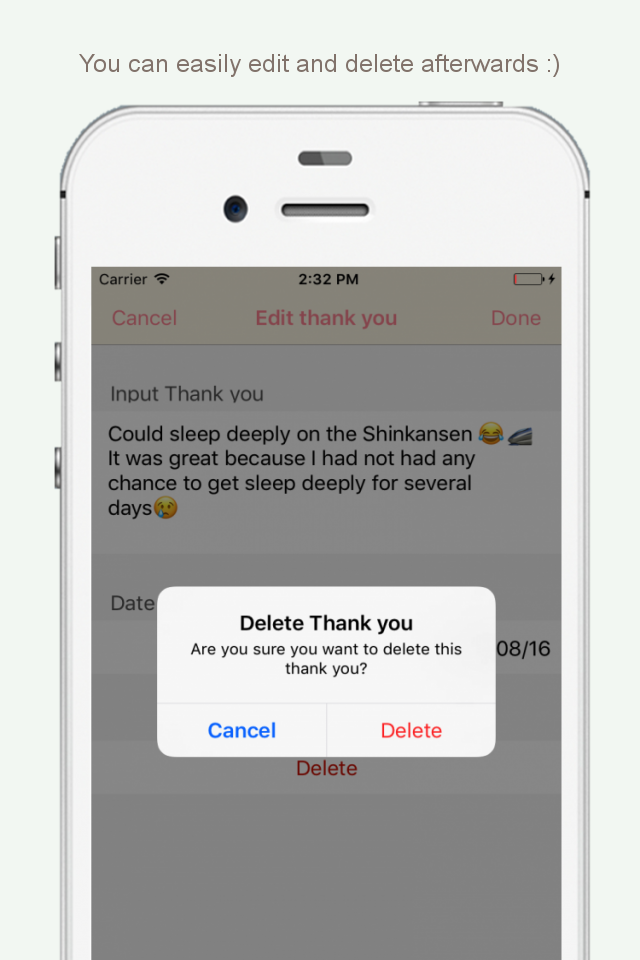 You can easily edit and delete afterwards :)
Carrier 2:32 PM
Cancel Edit thank you Done
Input Thank you
Could sleep deeply on the Shinkansen 😂🚄
It was great because I had not had any
chance to get sleep deeply for several
days😢
Date
08/16
Delete Thank you
Are you sure you want to delete this
thank you?
Cancel Delete
Delete